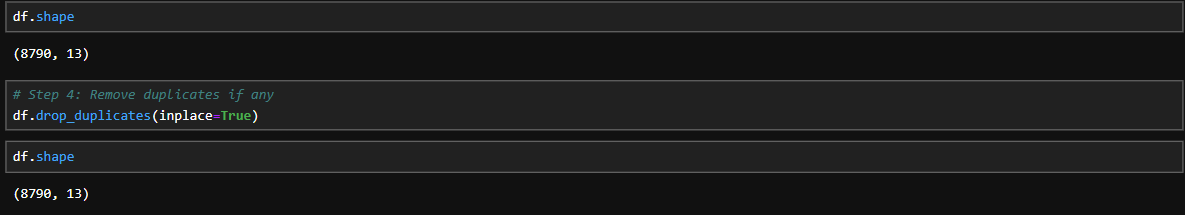 df.shape
(8790, 13)
# Step 4: Remove duplicates if any
df.drop_duplicates(inplace=True)
df.shape
(8790, 13)